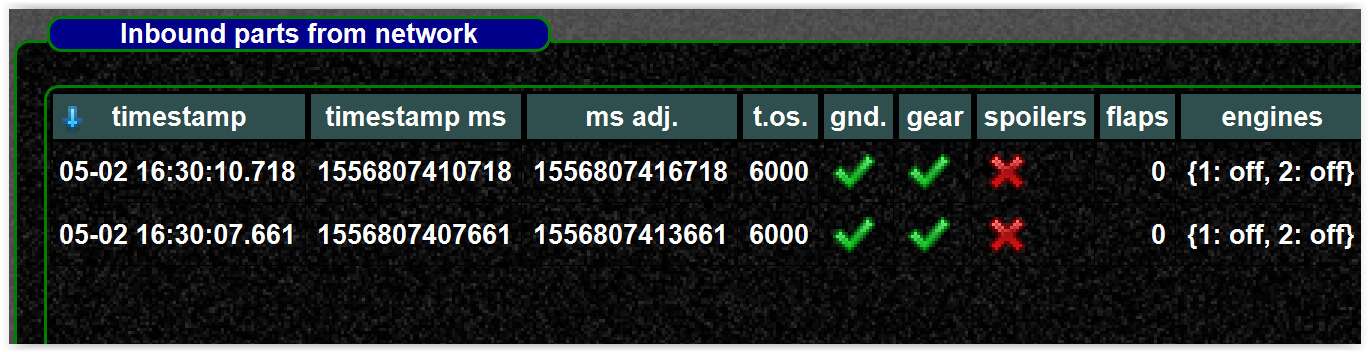 Inbound parts from network
timestamp timestamp ms ms adj. t.os. gnd. gear spoilers flaps engines
05-02 16:30:10.718 1556807410718 1556807416718 6000 0 {1: off, 2: off}
05-02 16:30:07.661 1556807407661 1556807413661 6000 0 {1: off, 2: off}